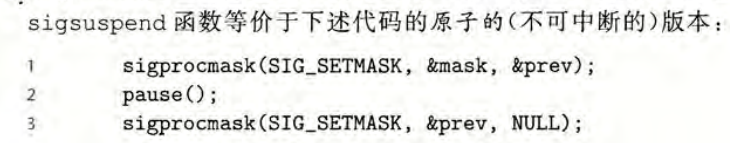 sigsuspend 函数等价于下述代码的原子的(不可中断的)版本:
1 sigprocmask(SIG_SETMASK, &mask, &prev);
2 pause();
3 sigprocmask(SIG_SETMASK, &prev, NULL);